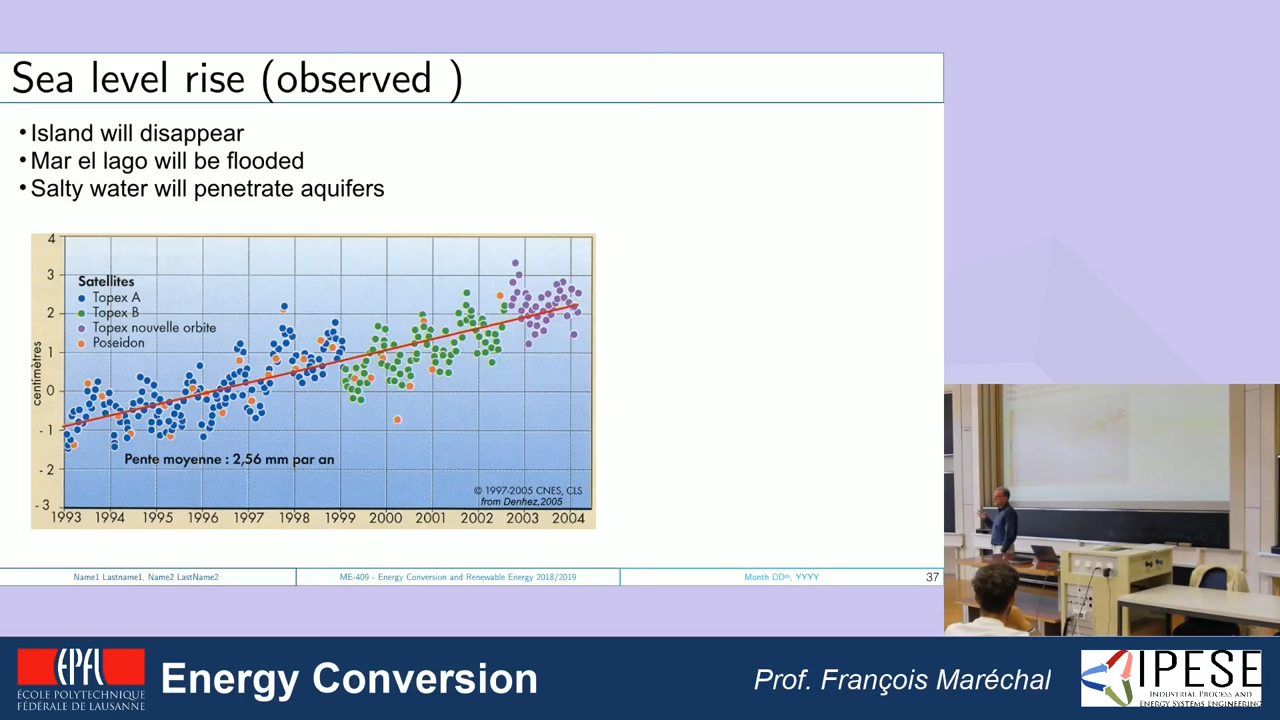 Sea level rise (observed )
• Island will disappear
• Mar el lago will be flooded
• Salty water will penetrate aquifers
4
3
2
1
0
- 1
- 2
- 3
centimètres
Satellites
Topex A
Topex B
Topex nouvelle orbite
Poseidon
Pente moyenne : 2,56 mm par an
© 1997-2005 CNES, CLS
from Denhez,2005
1993 1994 1995 1996 1997 1998 1999 2000 2001 2002 2003 2004
Name1 Lastname1, Name2 LastName2
ME-409 - Energy Conversion and Renewable Energy 2018/2019
Month DDth, YYYY
37
EPFL
ÉCOLE POLYTECHNIQUE
FÉDÉRALE DE LAUSANNE
Energy Conversion
Prof. François Maréchal
IPESE
Industrial Process and
Energy Systems Engineering